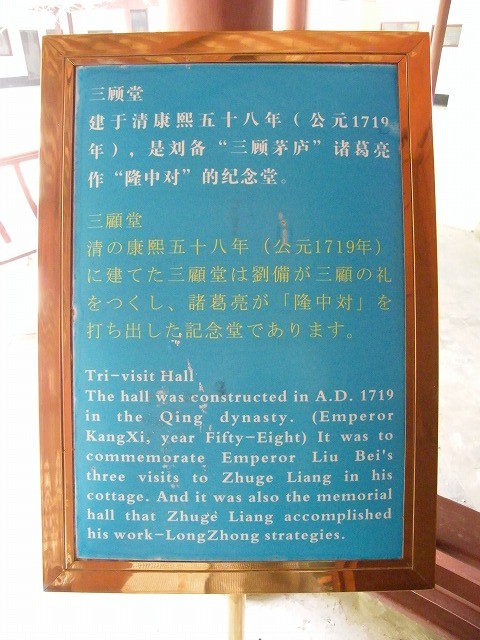 三顾堂
建于清康熙五十八年（公元1719
年），是刘备“三顾茅庐”诸葛亮
作“隆中对”的纪念堂。
三顧堂
清の康熙五十八年（公元1719年）
に建てた三顧堂は劉備が三顧の礼
をつくし、諸葛亮が「隆中対」を
打ち出した記念堂であります。
Tri-visit Hall
The hall was constructed in A.D. 1719
in the Qing dynasty. (Emperor
KangXi, year Fifty-Eight) It was to
commemorate Emperor Liu Bei's
three visits to Zhuge Liang in his
cottage. And it was also the memorial
hall that Zhuge Liang accomplished
his work-LongZhong strategies.